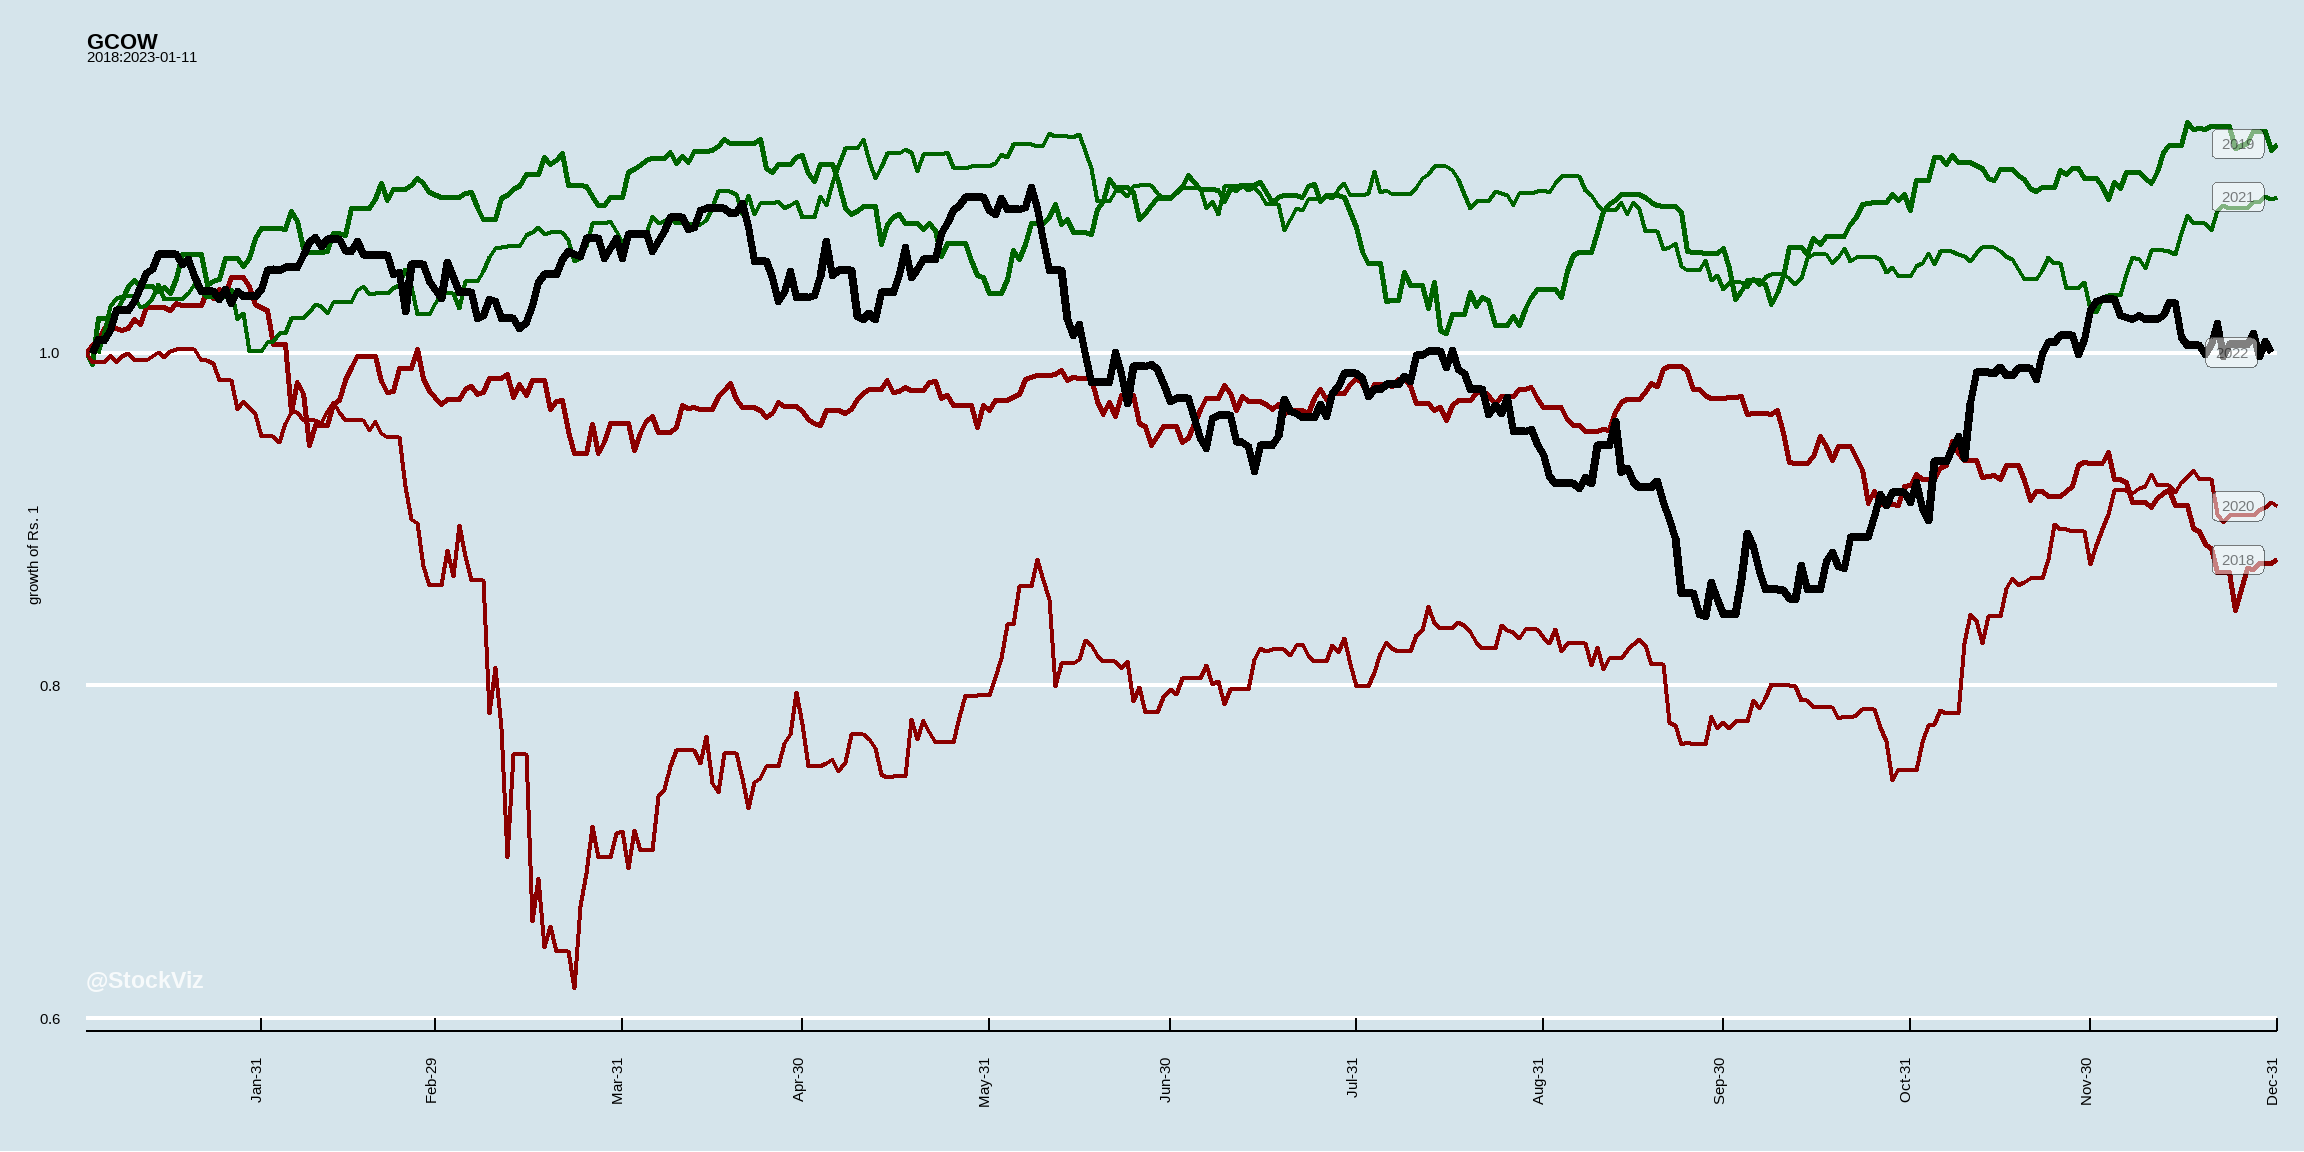 GCOW
2018:2023-01-11
2019
2021
1.0
2022
growth of Rs. 1
2020
2018
0.8
@StockViz
0.6
Jan-31
Feb-29
Mar-31
Apr-30
May-31
Jun-30
Jul-31
Aug-31
Sep-30
Oct-31
Nov-30
Dec-31